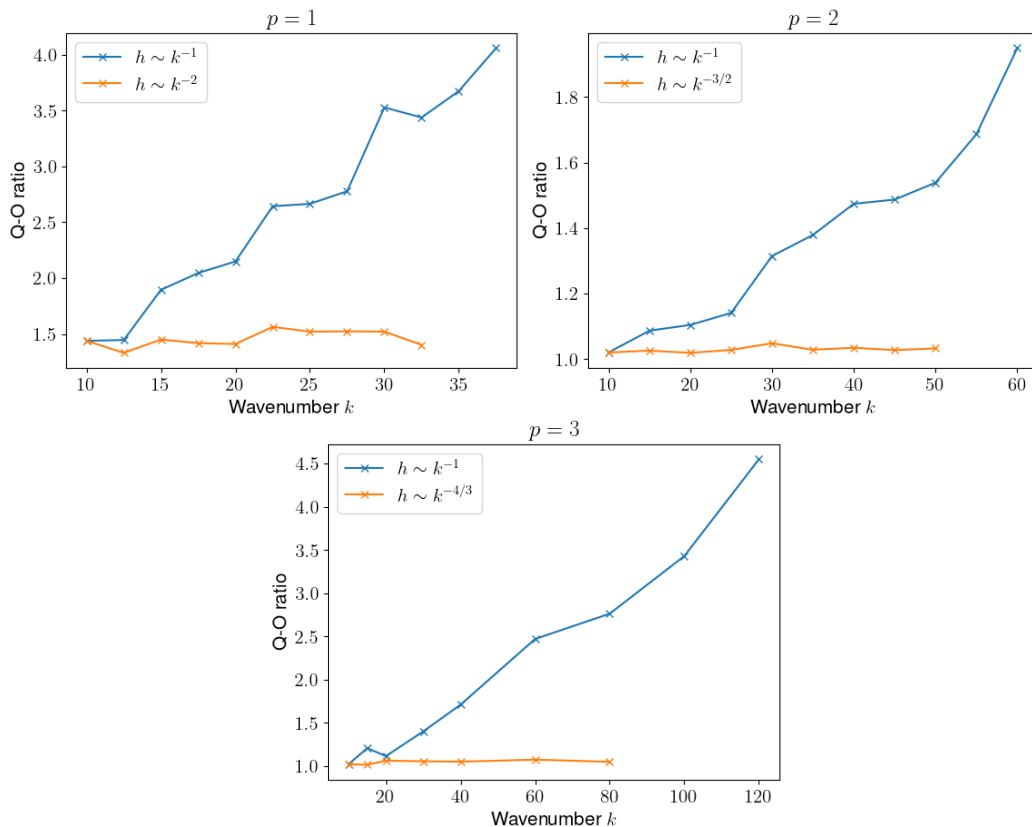 p = 1
4.0
3.5
3.0
2.5
2.0
1.5
Q-O ratio
h ∼ k⁻¹
h ∼ k⁻²
10 15 20 25 30 35
Wavenumber k
p = 2
1.8
1.6
1.4
1.2
1.0
Q-O ratio
h ∼ k⁻¹
h ∼ k⁻³/²
10 20 30 40 50 60
Wavenumber k
p = 3
4.5
4.0
3.5
3.0
2.5
2.0
1.5
1.0
Q-O ratio
h ∼ k⁻¹
h ∼ k⁻⁴/³
20 40 60 80 100 120
Wavenumber k